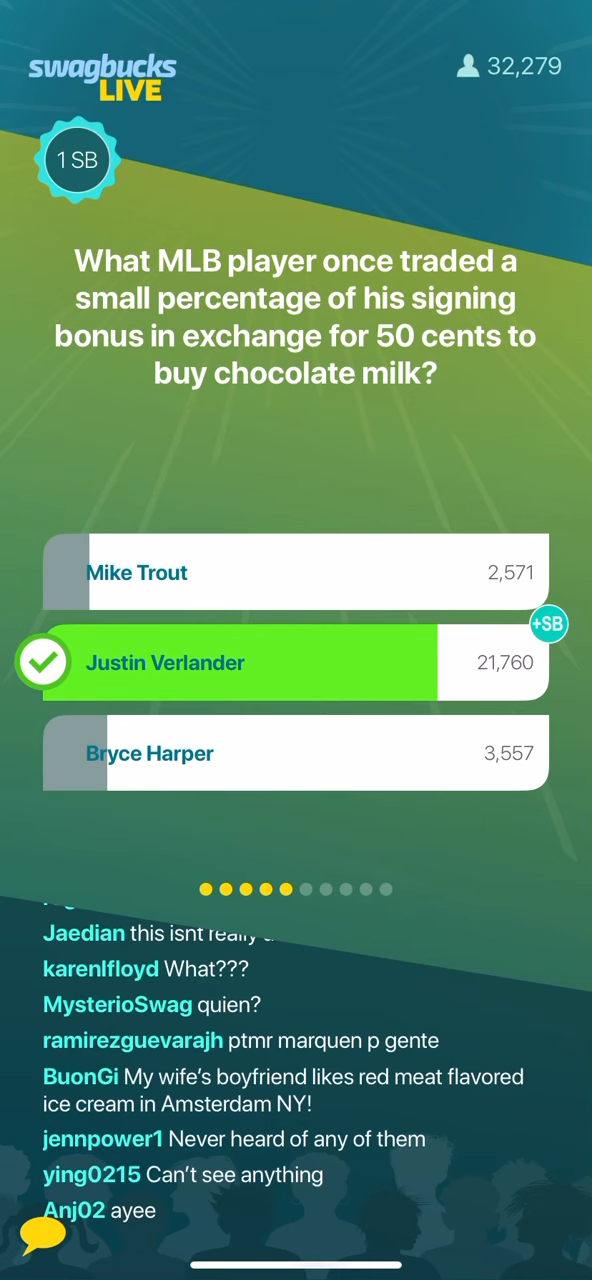 swagbucks
LIVE
32,279
1 SB
What MLB player once traded a
small percentage of his signing
bonus in exchange for 50 cents to
buy chocolate milk?
Mike Trout 2,571
+SB
Justin Verlander 21,760
Bryce Harper 3,557
Jaedian this isnt really
karenlfloyd What???
MysterioSwag quien?
ramirezguevarajh ptmr marquen p gente
BuonGi My wife's boyfriend likes red meat flavored
ice cream in Amsterdam NY!
jennpower1 Never heard of any of them
ying0215 Can't see anything
Anj02 ayee